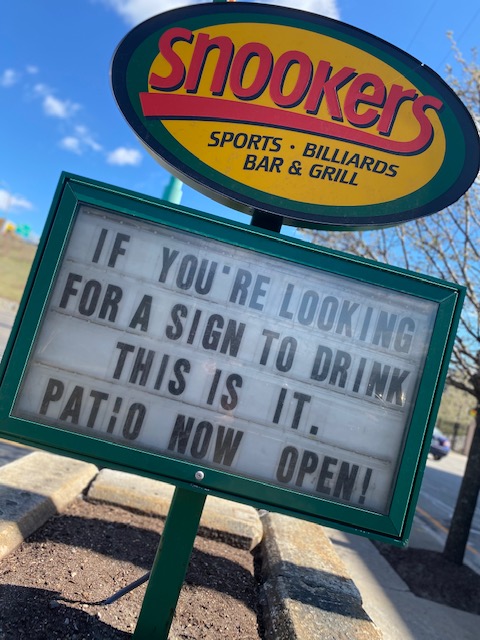 Snookers
SPORTS · BILLIARDS
BAR & GRILL
IF YOU'RE LOOKING
FOR A SIGN TO DRINK
THIS IS IT.
PATIO NOW OPEN!